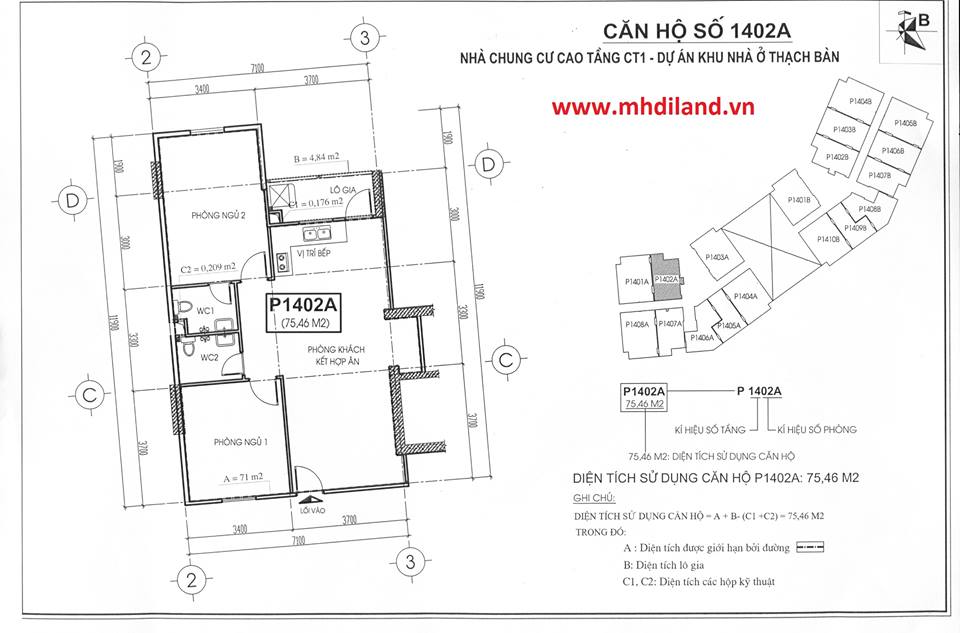 CĂN HỘ SỐ 1402A
NHÀ CHUNG CƯ CAO TẦNG CT1 - DỰ ÁN KHU NHÀ Ở THẠCH BÀN
www.mhdiland.vn
B
2
3
7100
3400
3700
1900
1900
D
D
B = 4,84 m2
LÔ GIA
C1 = 0,176 m2
PHÒNG NGỦ 2
VỊ TRÍ BẾP
3000
3000
C2 = 0,209 m2
P1402A
(75,46 M2)
WC1
WC2
11900
11900
3300
3300
PHÒNG KHÁCH
KẾT HỢP ĂN
C
C
3700
3700
PHÒNG NGỦ 1
A = 71 m2
LỐI VÀO
3400
3700
7100
2
3
P1404B
P1403B
P1402B
P1405B
P1406B
P1407B
P1401B
P1408B
P1409B
P1410B
P1403A
P1401A
P1402A
P1404A
P1405A
P1406A
P1407A
P1408A
P1402A
75,46 M2
P 1402A
KÍ HIỆU SỐ TẦNG
KÍ HIỆU SỐ PHÒNG
75,46 M2: DIỆN TÍCH SỬ DỤNG CĂN HỘ
DIỆN TÍCH SỬ DỤNG CĂN HỘ P1402A: 75,46 M2
GHI CHÚ:
DIỆN TÍCH SỬ DỤNG CĂN HỘ = A + B- (C1 +C2) = 75,46 M2
TRONG ĐÓ:
A : Diện tích được giới hạn bởi đường
B: Diện tích lô gia
C1, C2: Diện tích các hộp kỹ thuật